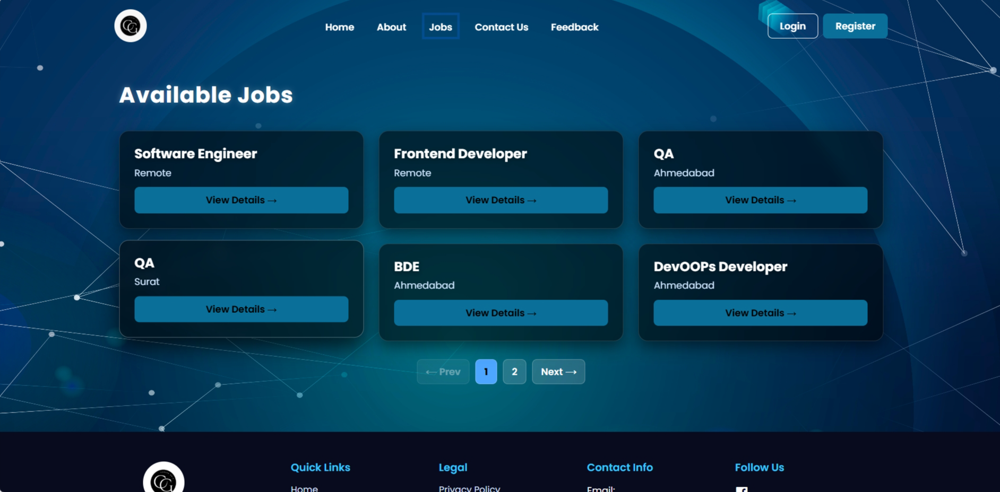 Home About Jobs Contact Us Feedback Login Register
Available Jobs
Software Engineer
Remote
View Details →
Frontend Developer
Remote
View Details →
QA
Ahmedabad
View Details →
QA
Surat
View Details →
BDE
Ahmedabad
View Details →
DevOOPs Developer
Ahmedabad
View Details →
← Prev 1 2 Next →
Quick Links
Home
Legal
Privacy Policy
Contact Info
Email:
Follow Us